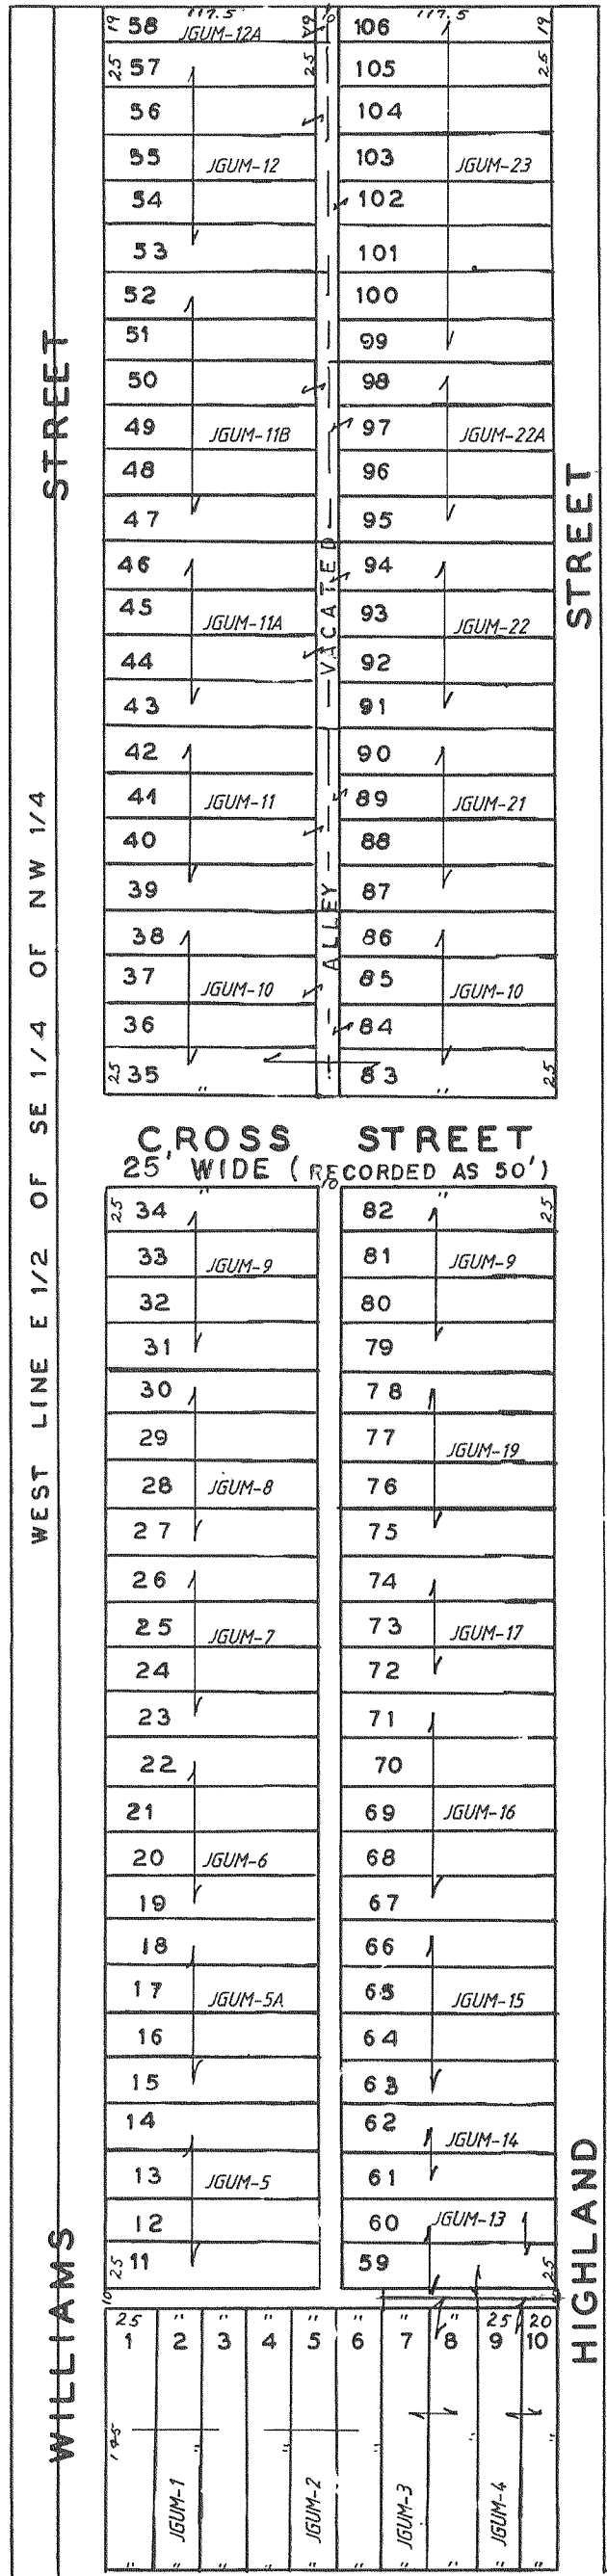 117.5 10 117.5
19 58 JGUM-12A 19 106 19
25 57 25 105 25
56 104
55 JGUM-12 103 JGUM-23
54 102
53 101
52 100
51 99
50 98
49 JGUM-11B 97 JGUM-22A
48 96
47 95
46 94
45 JGUM-11A 93 JGUM-22
44 92
43 91
42 90
41 JGUM-11 89 JGUM-21
40 88
39 87
38 86
37 JGUM-10 85 JGUM-10
36 84
25 35 " 83 " 25
VACATED ALLEY
CROSS STREET
25' WIDE (RECORDED AS 50')
" 10 "
25 34 82 25
33 JGUM-9 81 JGUM-9
32 80
31 79
30 78
29 77 JGUM-19
28 JGUM-8 76
27 75
26 74
25 JGUM-7 73 JGUM-17
24 72
23 71
22 70
21 69 JGUM-16
20 JGUM-6 68
19 67
18 66
17 JGUM-5A 65 JGUM-15
16 64
15 63
14 62 JGUM-14
13 JGUM-5 61
12 60 JGUM-13
25 11 59 25
10
25 " " " " " " " 25 20
1 2 3 4 5 6 7 8 9 10
145 " " " " "
JGUM-1 JGUM-2 JGUM-3 JGUM-4
" " " " " " " " " "
WILLIAMS STREET
WEST LINE E 1/2 OF SE 1/4 OF NW 1/4
HIGHLAND STREET